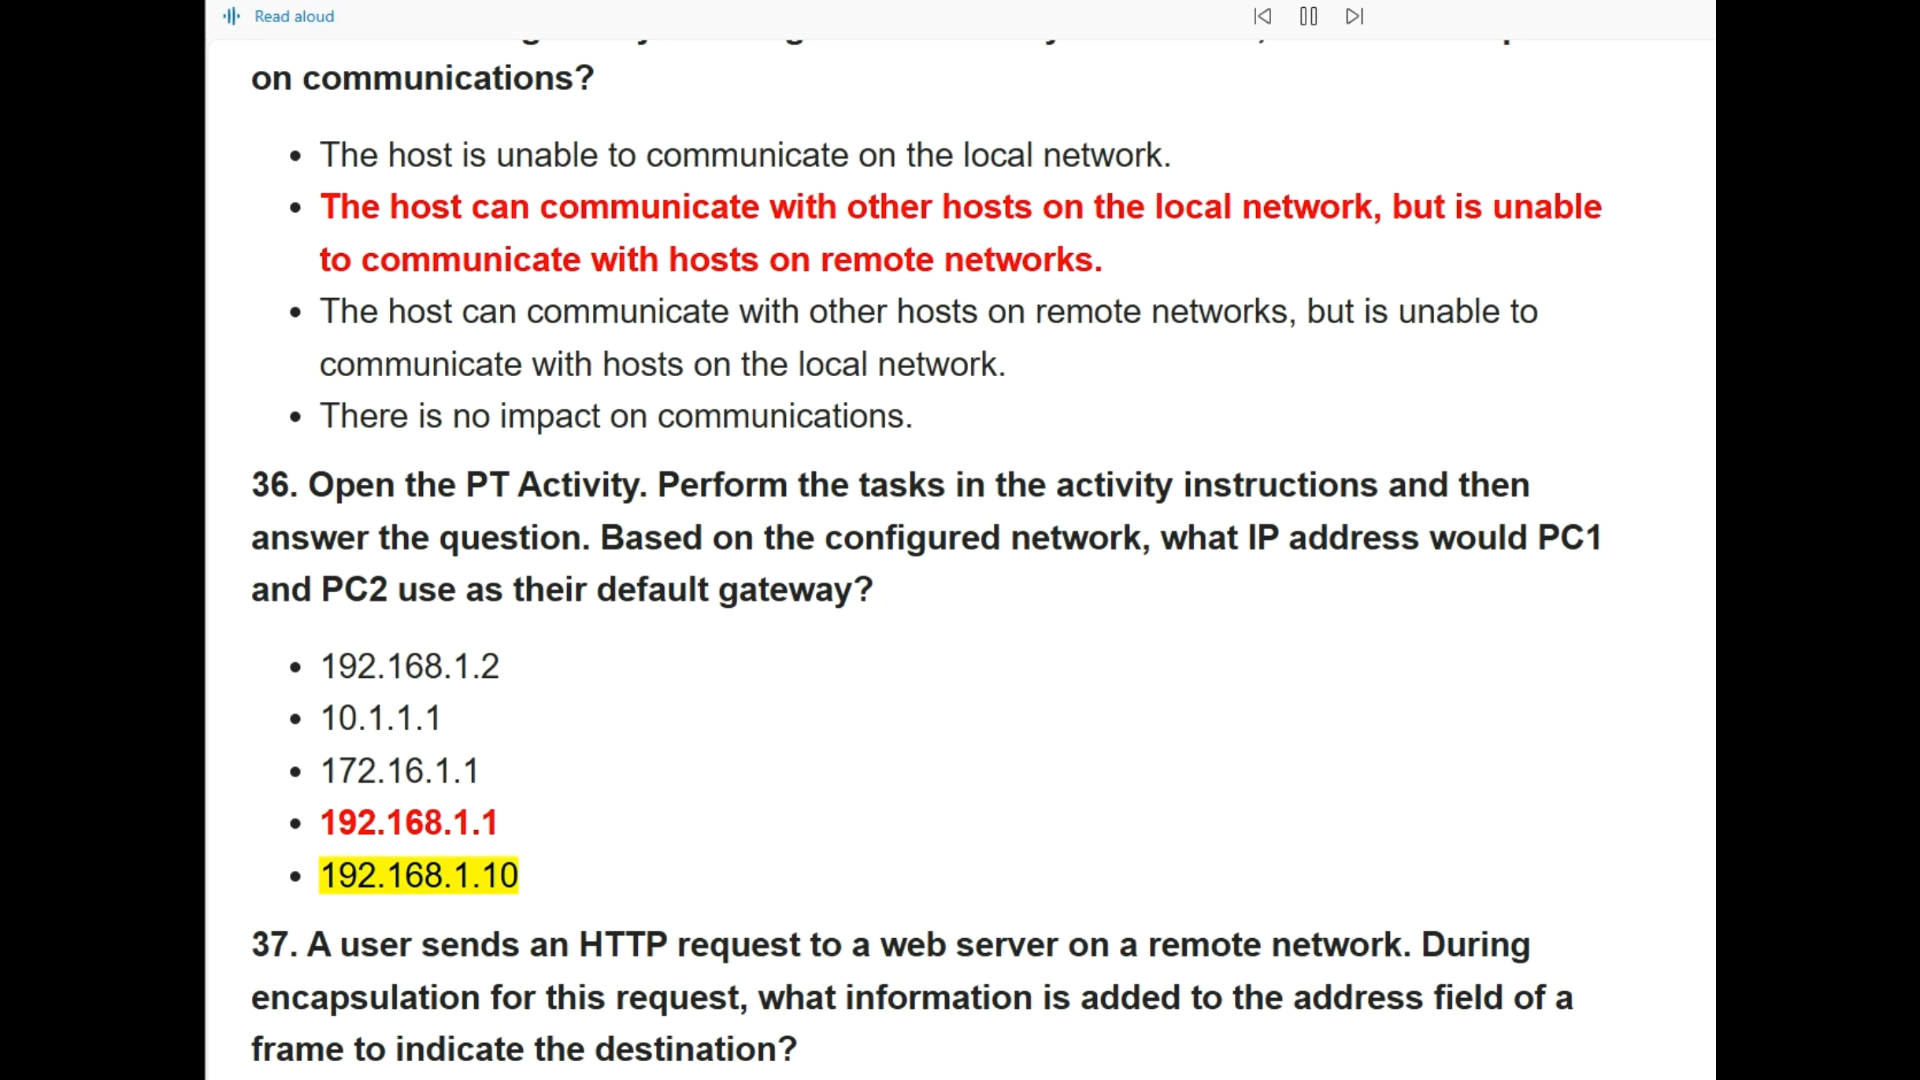 Read aloud
on communications?
The host is unable to communicate on the local network.
The host can communicate with other hosts on the local network, but is unable
to communicate with hosts on remote networks.
The host can communicate with other hosts on remote networks, but is unable to
communicate with hosts on the local network.
There is no impact on communications.
36. Open the PT Activity. Perform the tasks in the activity instructions and then
answer the question. Based on the configured network, what IP address would PC1
and PC2 use as their default gateway?
192.168.1.2
10.1.1.1
172.16.1.1
192.168.1.1
192.168.1.10
37. A user sends an HTTP request to a web server on a remote network. During
encapsulation for this request, what information is added to the address field of a
frame to indicate the destination?